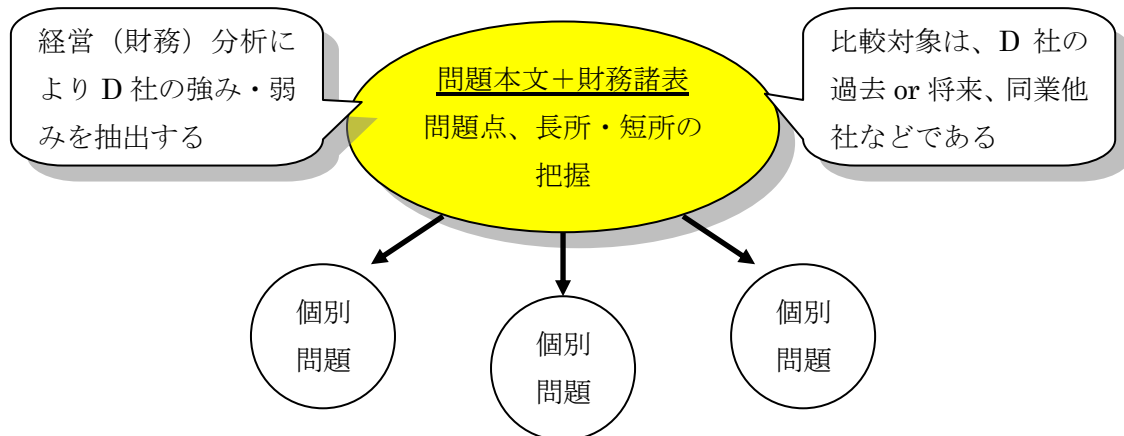 経営（財務）分析に
より D 社の強み・弱
みを抽出する
問題本文＋財務諸表
問題点、長所・短所の
把握
比較対象は、D 社の
過去 or 将来、同業他
社などである
個別
問題
個別
問題
個別
問題